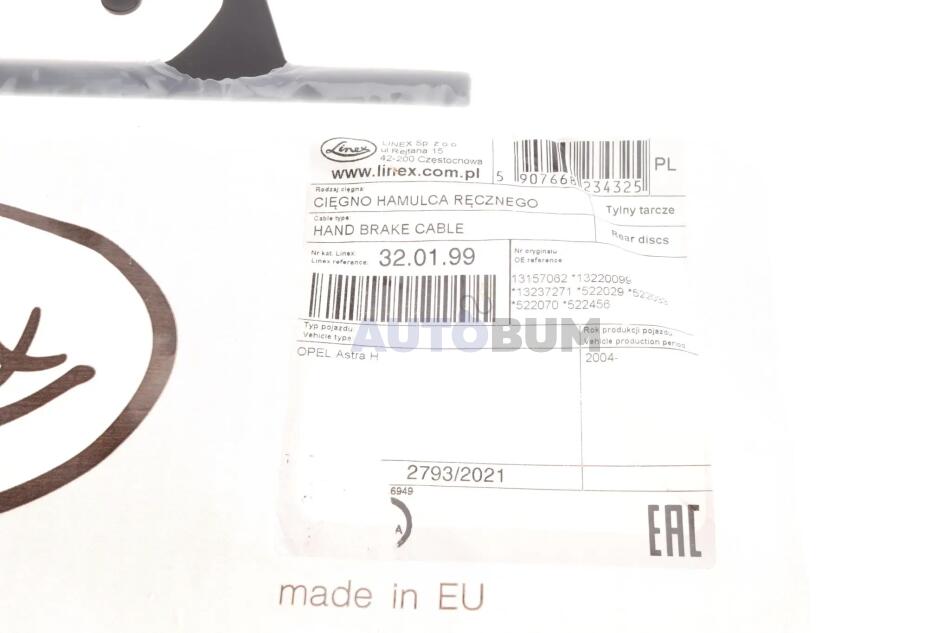 Linex
LINEX Sp. z o.o.
ul Rejtana 15
42-200 Częstochowa
www.linex.com.pl
5 907668 234325
PL
Rodzaj cięgna:
CIĘGNO HAMULCA RĘCZNEGO
Tylny tarcze
Cable type:
HAND BRAKE CABLE
Rear discs
Nr kat. Linex:
Linex reference:
32.01.99
Nr oryginału
OE reference
13157062 *13220099
*13237271 *522029
*522070 *522456
AUTOBUM
Typ pojazdu
Vehicle type
Rok produkcji pojazdu
Vehicle production period
OPEL Astra H
2004-
2793/2021
6949
A
EAC
made in EU